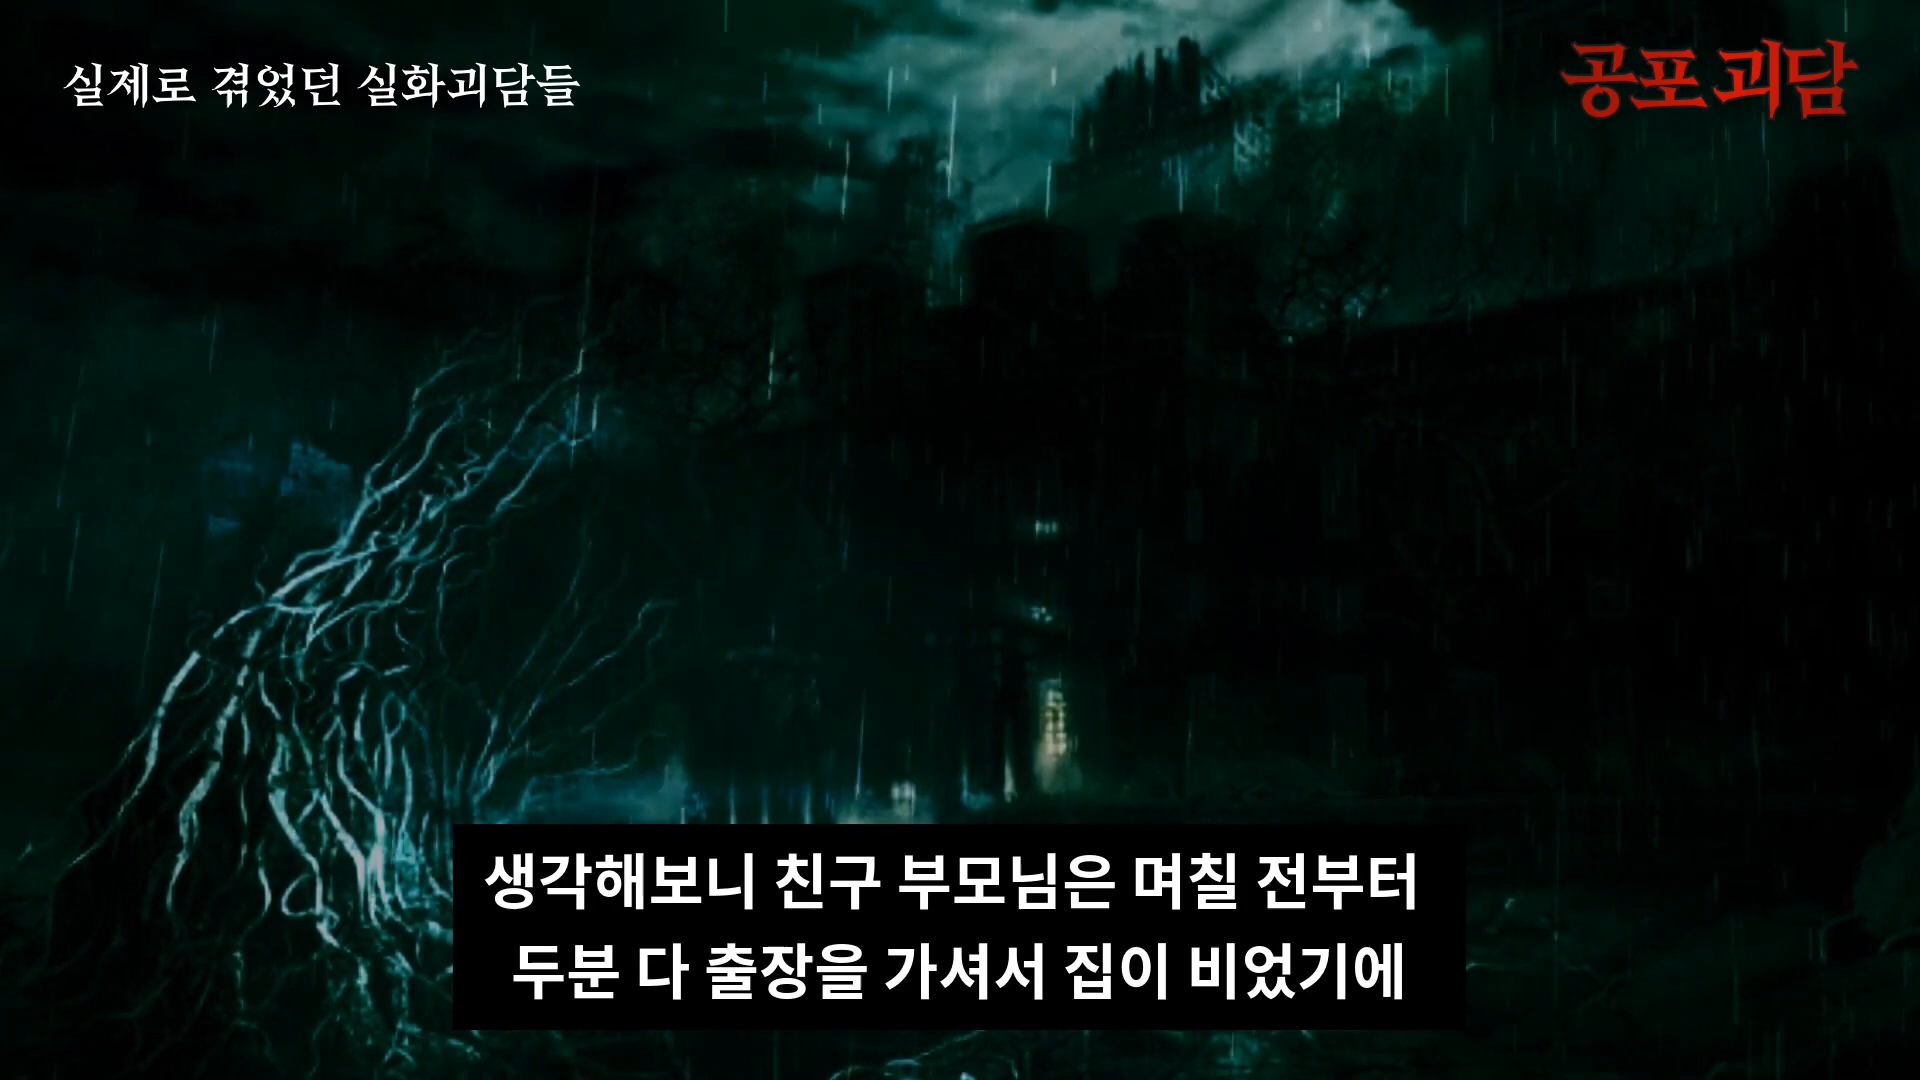 실제로 겪었던 실화괴담들
공포괴담
생각해보니 친구 부모님은 며칠 전부터
두분 다 출장을 가셔서 집이 비었기에